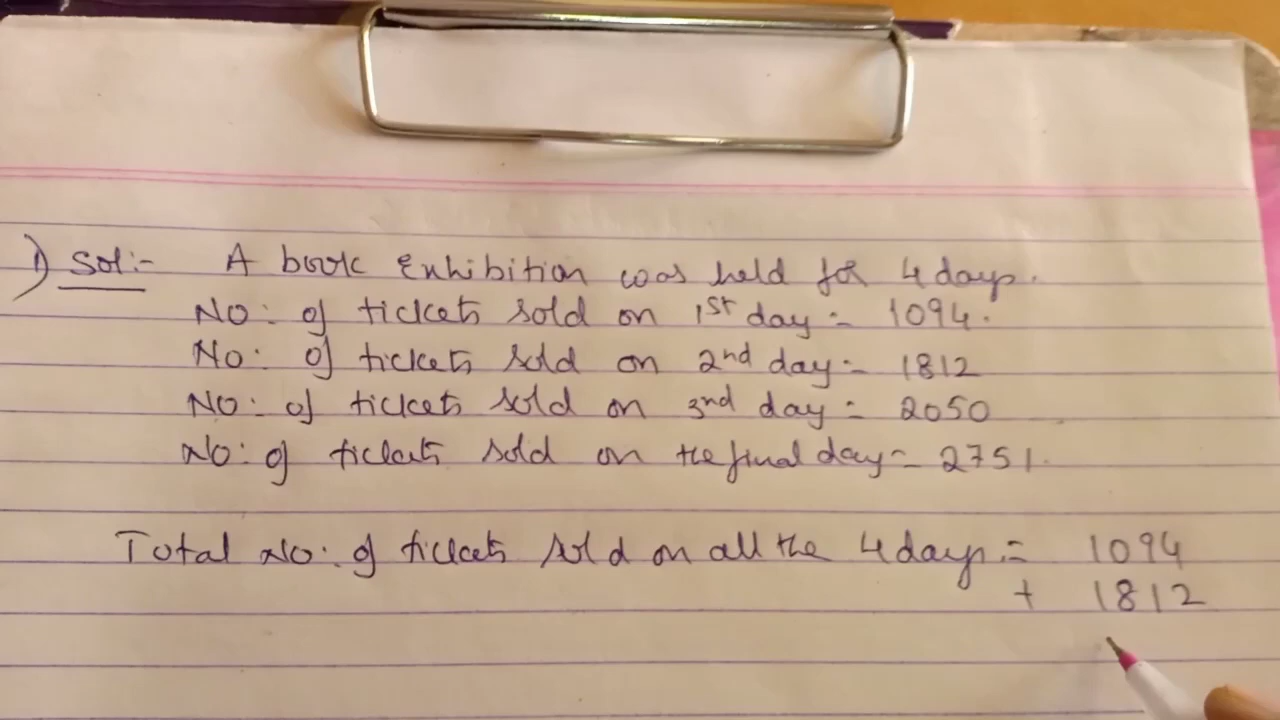 1) Sol:- A book Exhibition was held for 4 days.
No: of tickets sold on 1st day = 1094.
No: of tickets sold on 2nd day = 1812
No: of tickets sold on 3nd day = 2050
No: of tickets sold on the final day = 2751.
Total No: of tickets sold on all the 4 days = 1094
+ 1812